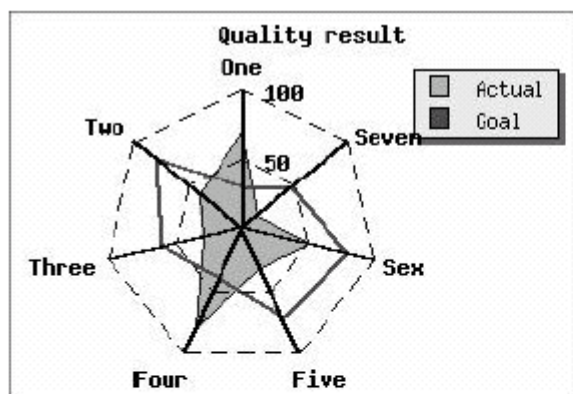 Quality result
One
100
Actual
Goal
Two
Seven
50
Three
Sex
Four
Five